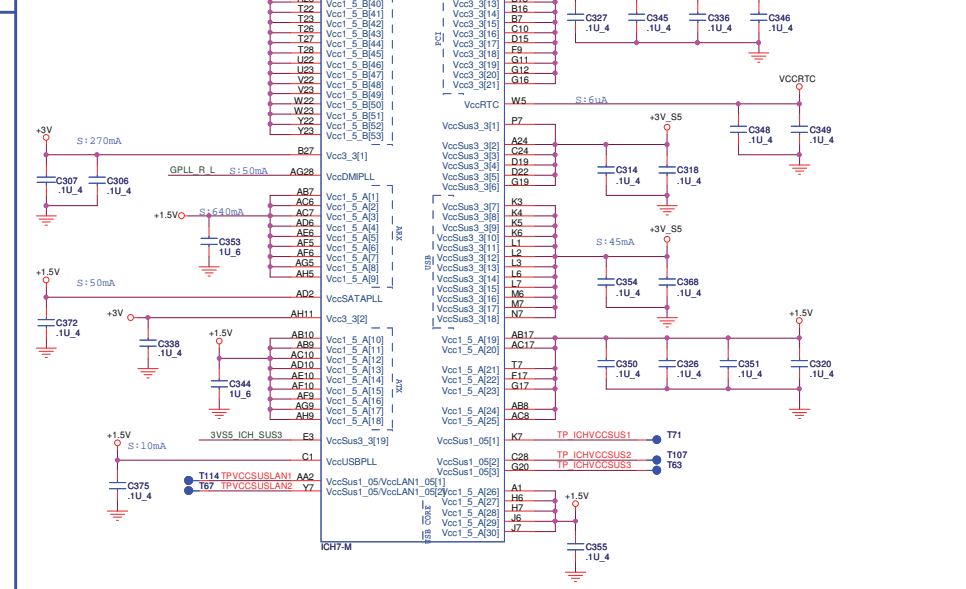 T22 Vcc1_5_B[40]
T23 Vcc1_5_B[41]
T26 Vcc1_5_B[42]
T27 Vcc1_5_B[43]
T28 Vcc1_5_B[44]
U22 Vcc1_5_B[45]
U23 Vcc1_5_B[46]
V22 Vcc1_5_B[47]
V23 Vcc1_5_B[48]
W22 Vcc1_5_B[49]
W23 Vcc1_5_B[50]
Y22 Vcc1_5_B[51]
Y23 Vcc1_5_B[52]
Vcc1_5_B[53]
+3V
S:270mA
B27 Vcc3_3[1]
C307 .1U_4
C306 .1U_4
GPLL_R_L S:50mA AG28 VccDMIPLL
AB7 Vcc1_5_A[1]
AC6 Vcc1_5_A[2]
+1.5V S:640mA AC7 Vcc1_5_A[3]
AD6 Vcc1_5_A[4]
AE6 Vcc1_5_A[5]
AF5 Vcc1_5_A[6]
AF6 Vcc1_5_A[7]
AG5 Vcc1_5_A[8]
AH5 Vcc1_5_A[9]
ARX
C353 1U_6
+1.5V
S:50mA
AD2 VccSATAPLL
C372 .1U_4
+3V AH11 Vcc3_3[2]
C338 .1U_4
+1.5V
AB10 Vcc1_5_A[10]
AB9 Vcc1_5_A[11]
AC10 Vcc1_5_A[12]
AD10 Vcc1_5_A[13]
AE10 Vcc1_5_A[14]
AF10 Vcc1_5_A[15]
AF9 Vcc1_5_A[16]
AG9 Vcc1_5_A[17]
AH9 Vcc1_5_A[18]
ATX
C344 1U_6
3VS5_ICH_SUS3 E3 VccSus3_3[19]
+1.5V
S:10mA
C1 VccUSBPLL
C375 .1U_4
T114 TPVCCSUSLAN1 AA2 VccSus1_05/VccLAN1_05[1]
T67 TPVCCSUSLAN2 Y7 VccSus1_05/VccLAN1_05[2]
ICH7-M
Vcc3_3[13]
Vcc3_3[14] B16
Vcc3_3[15] B7
Vcc3_3[16] C10
Vcc3_3[17] D15
Vcc3_3[18] F9
Vcc3_3[19] G11
Vcc3_3[20] G12
Vcc3_3[21] G16
PCI
C327 .1U_4
C345 .1U_4
C336 .1U_4
C346 .1U_4
VCCRTC
VccRTC W5 S:6uA
C348 .1U_4
C349 .1U_4
VccSus3_3[1] P7
+3V_S5
VccSus3_3[2] A24
VccSus3_3[3] C24
VccSus3_3[4] D19
VccSus3_3[5] D22
VccSus3_3[6] G19
C314 .1U_4
C318 .1U_4
VccSus3_3[7] K3
VccSus3_3[8] K4
VccSus3_3[9] K5
VccSus3_3[10] K6
VccSus3_3[11] L1
VccSus3_3[12] L2
VccSus3_3[13] L3
VccSus3_3[14] L6
VccSus3_3[15] L7
VccSus3_3[16] M6
VccSus3_3[17] M7
VccSus3_3[18] N7
USB
+3V_S5
S:45mA
C354 .1U_4
C368 .1U_4
Vcc1_5_A[19] AB17
Vcc1_5_A[20] AC17
+1.5V
Vcc1_5_A[21] T7
Vcc1_5_A[22] F17
Vcc1_5_A[23] G17
C350 .1U_4
C326 .1U_4
C351 .1U_4
C320 .1U_4
Vcc1_5_A[24] AB8
Vcc1_5_A[25] AC8
VccSus1_05[1] K7 TP_ICHVCCSUS1 T71
VccSus1_05[2] C28 TP_ICHVCCSUS2 T107
VccSus1_05[3] G20 TP_ICHVCCSUS3 T63
Vcc1_5_A[26] A1
Vcc1_5_A[27] H6
Vcc1_5_A[28] H7
Vcc1_5_A[29] J6
Vcc1_5_A[30] J7
USB CORE
+1.5V
C355 .1U_4